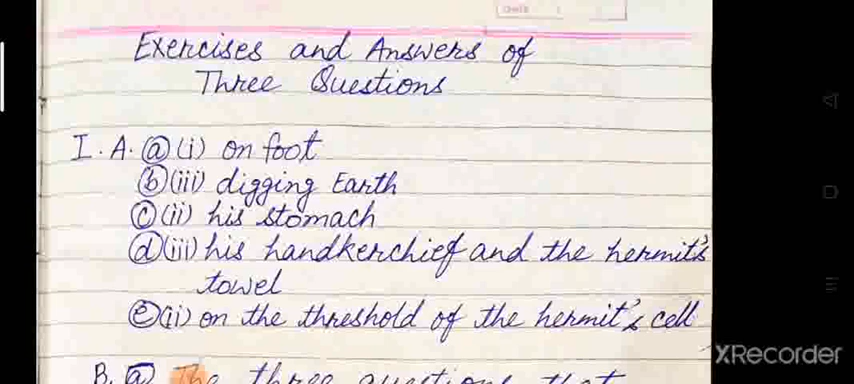 Date
Exercises and Answers of
Three Questions
I. A. (a) (i) on foot
(b) (iii) digging Earth
(c) (ii) his stomach
(d) (iii) his handkerchief and the hermit's
towel
(e) (ii) on the threshold of the hermit's cell
B. (a) The three questions that
XRecorder